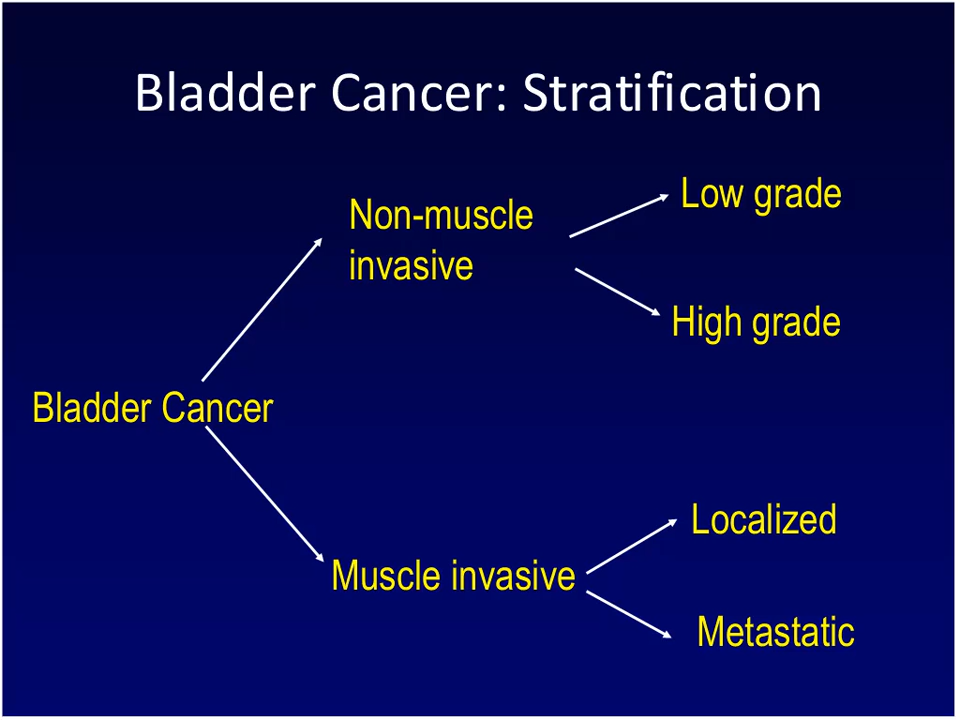 Bladder Cancer: Stratification
Low grade
Non-muscle
invasive
High grade
Bladder Cancer
Localized
Muscle invasive
Metastatic